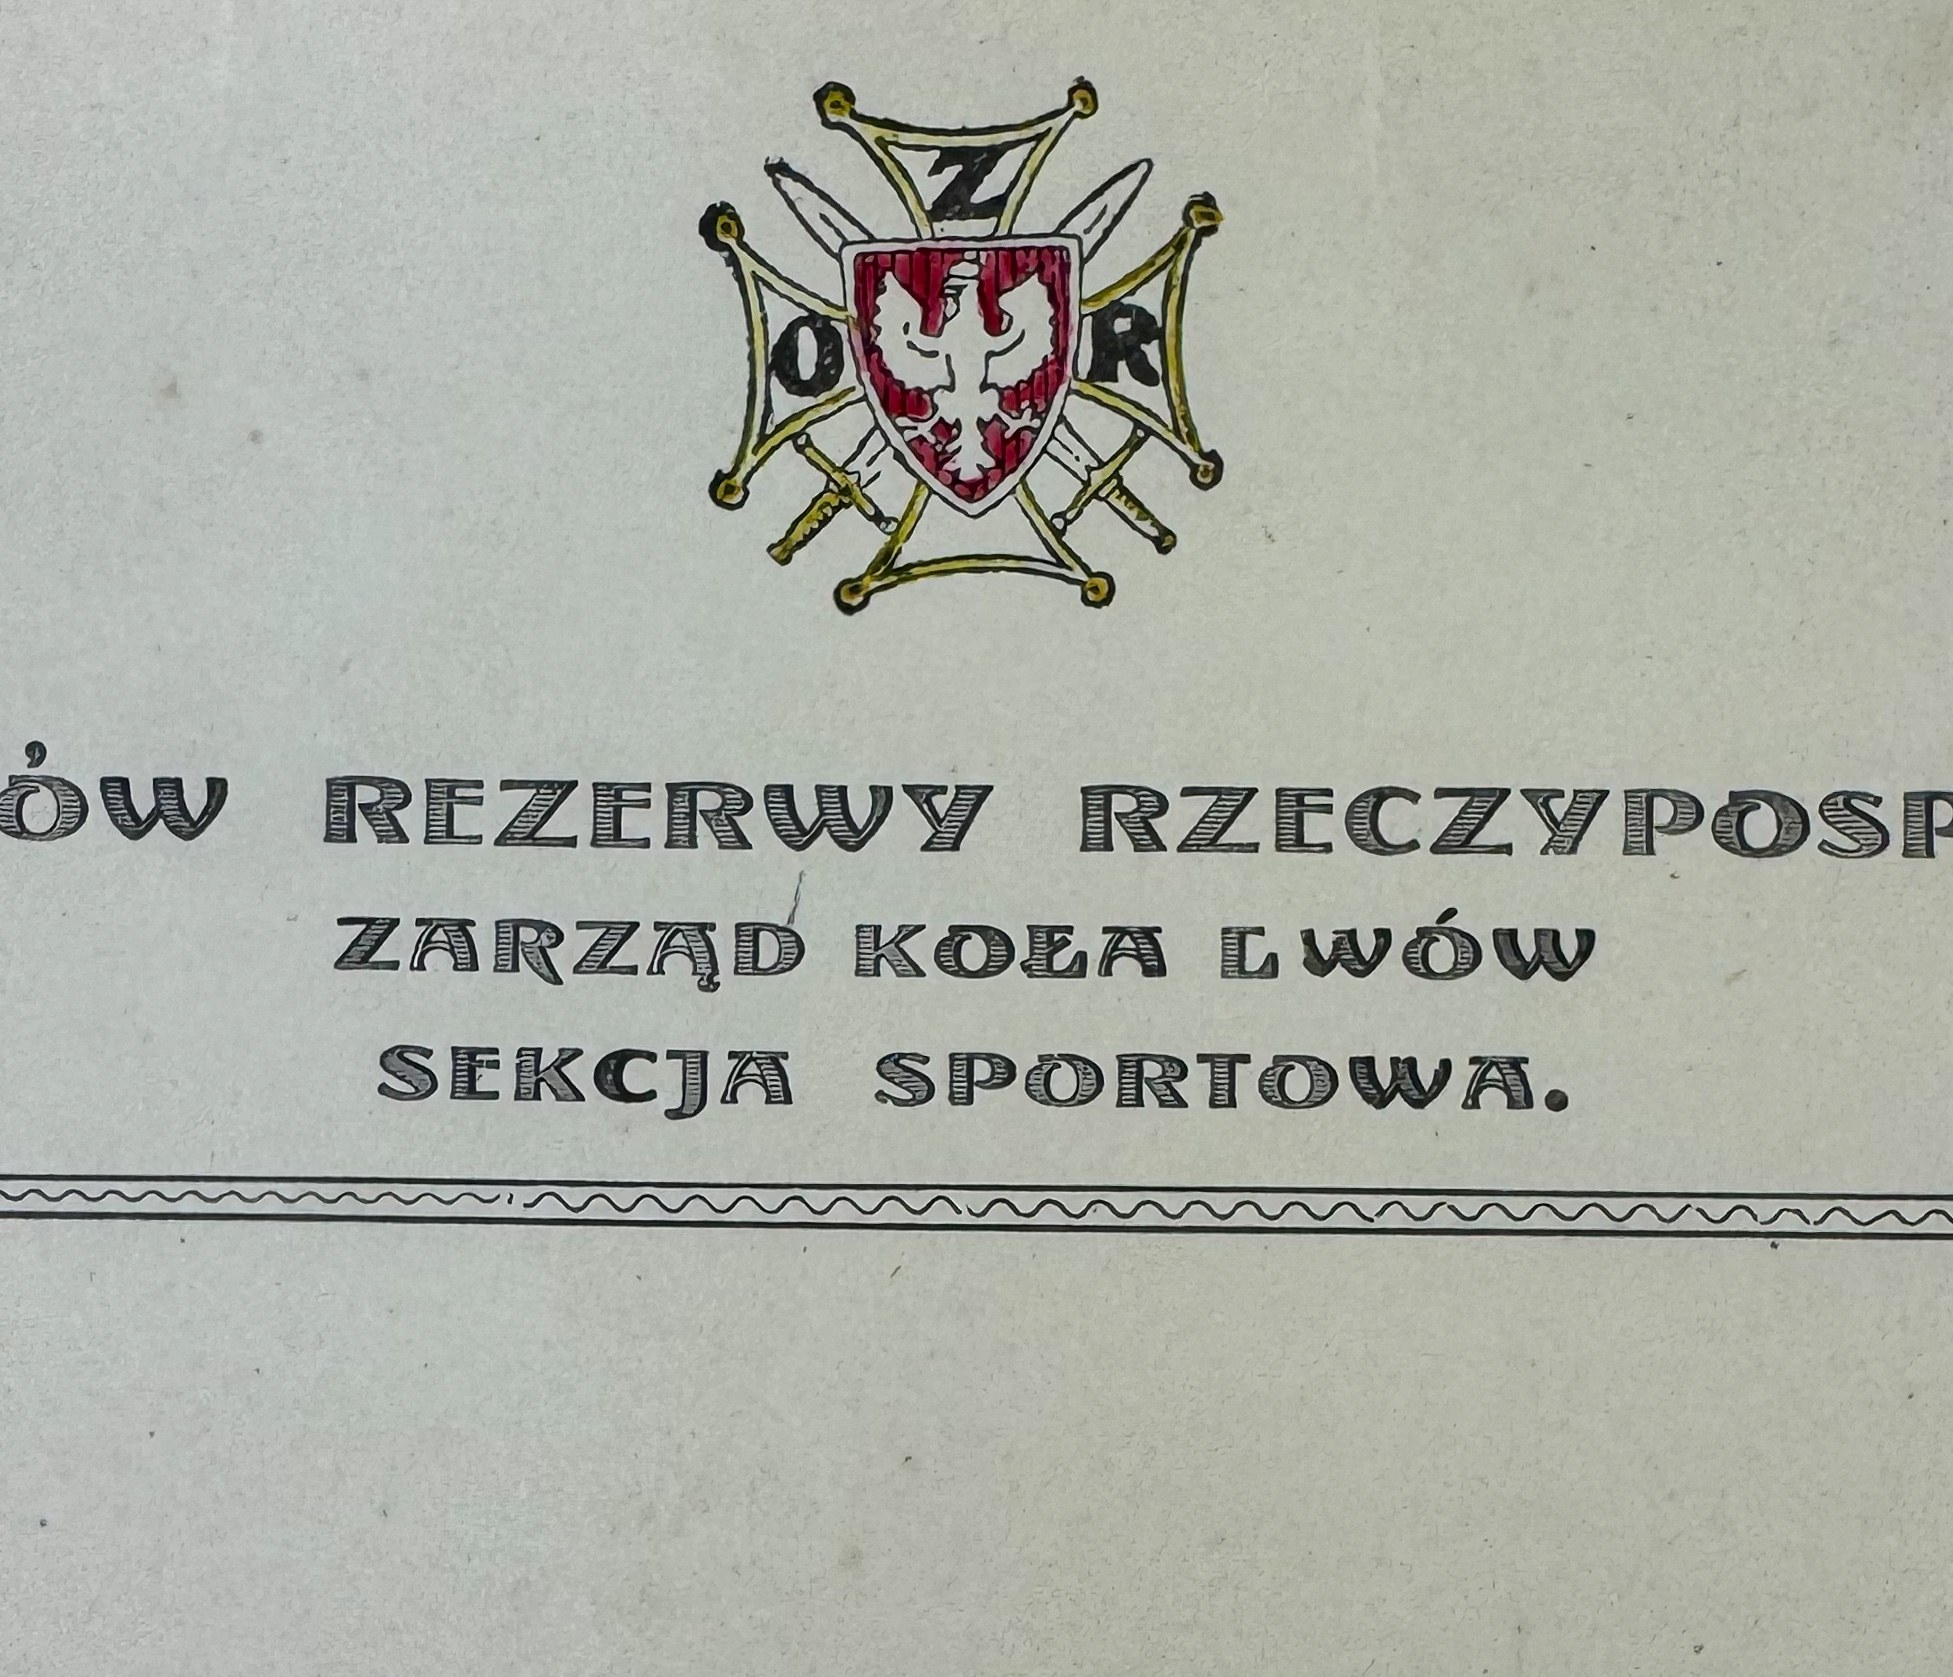 Z
O R
ÓW REZERWY RZECZYPOSP
ZARZĄD KOŁA LWÓW
SEKCJA SPORTOWA.